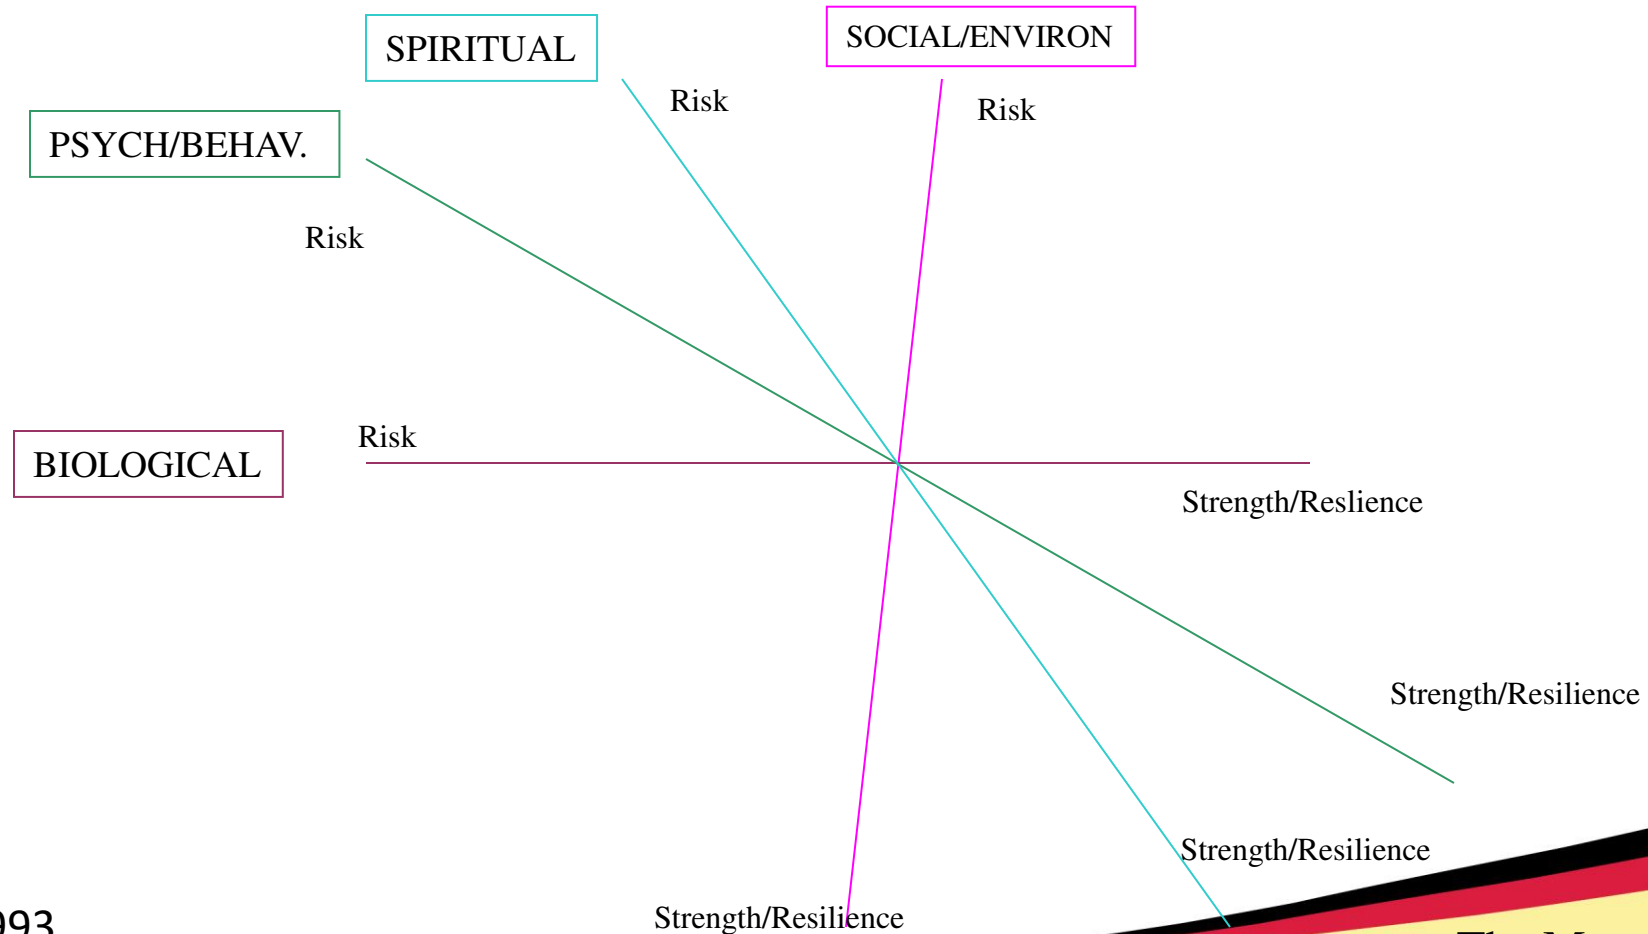 SPIRITUAL
SOCIAL/ENVIRON
Risk
Risk
PSYCH/BEHAV.
Risk
Risk
BIOLOGICAL
Strength/Reslience
Strength/Resilience
Strength/Resilience
Strength/Resilience